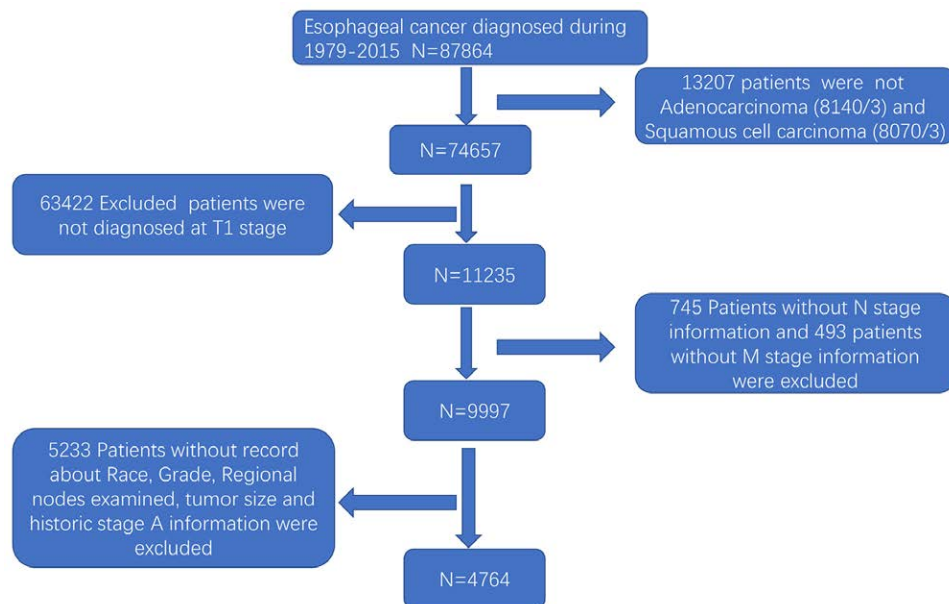 Esophageal cancer diagnosed during
1979-2015 N=87864
13207 patients were not
Adenocarcinoma (8140/3) and
Squamous cell carcinoma (8070/3)
N=74657
63422 Excluded patients were
not diagnosed at T1 stage
N=11235
745 Patients without N stage
information and 493 patients
without M stage information
were excluded
N=9997
5233 Patients without record
about Race, Grade, Regional
nodes examined, tumor size and
historic stage A information were
excluded
N=4764